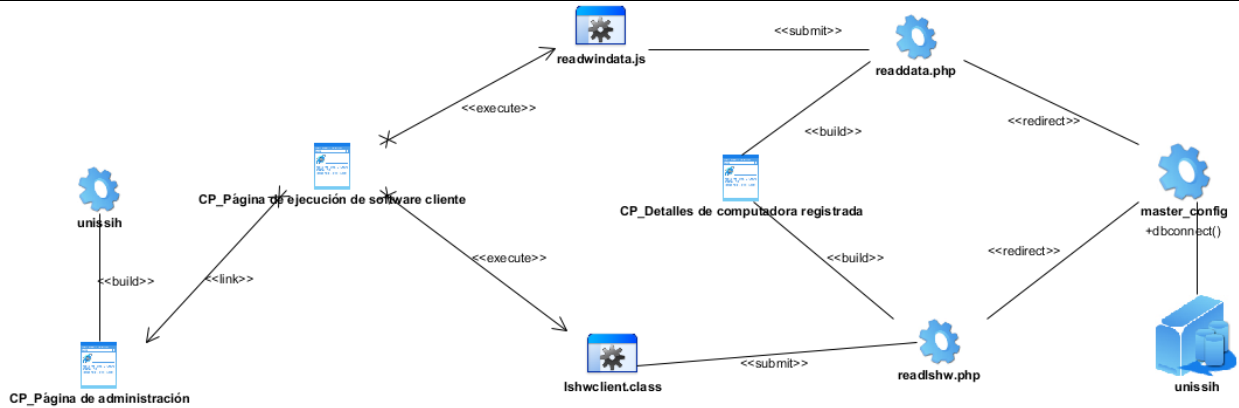 <<submit>>
readwindata.js
readdata.php
<<execute>>
<<redirect>>
<<build>>
CP_Página de ejecución de software cliente
CP_Detalles de computadora registrada
master_config
+dbconnect()
unissih
<<build>>
<<link>>
<<execute>>
<<build>>
<<redirect>>
<<submit>>
lshwclient.class
readlshw.php
unissih
CP_Página de administración